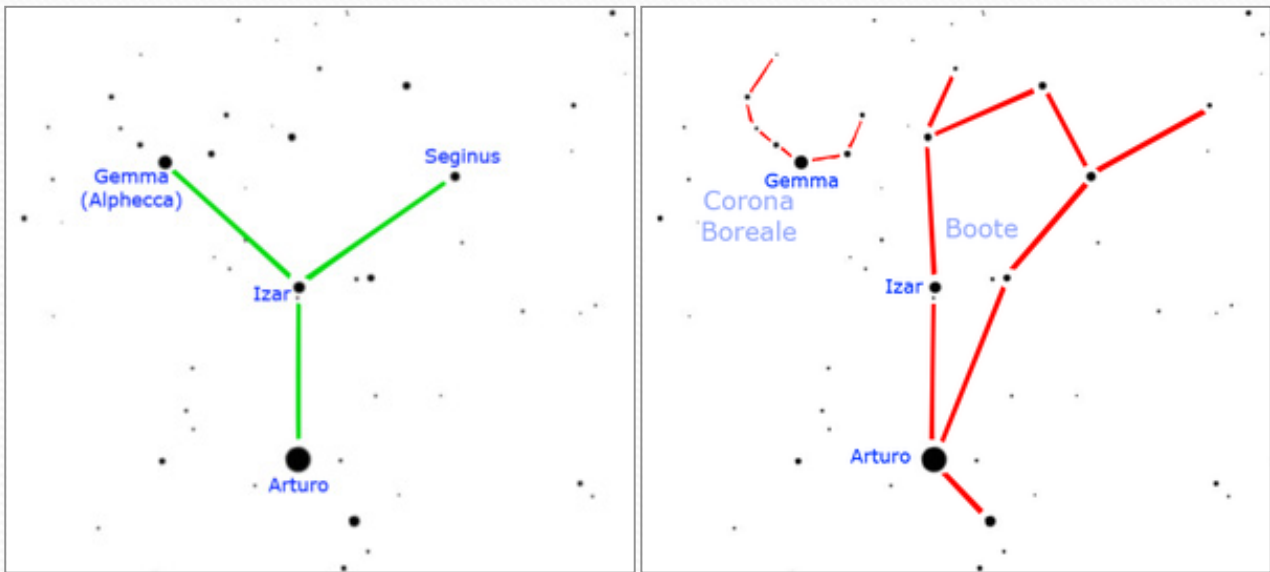 Seginus
Gemma
(Alphecca)
Izar
Arturo
Gemma
Corona
Boreale
Boote
Izar
Arturo